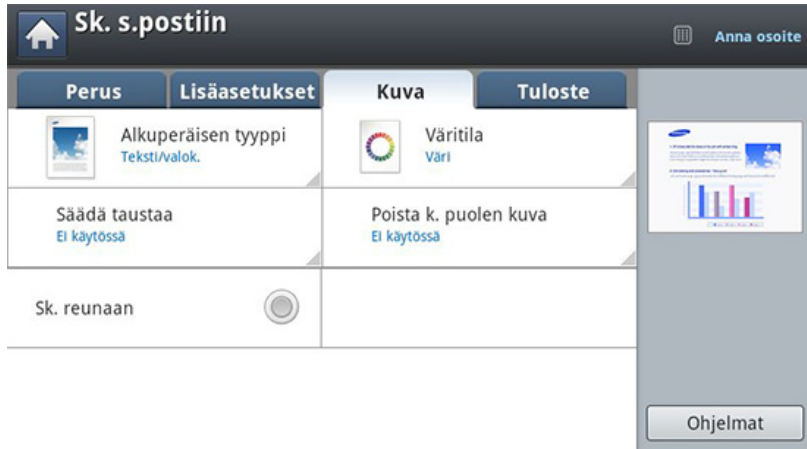 Sk. s.postiin
Anna osoite
Perus
Lisäasetukset
Kuva
Tuloste
Alkuperäisen tyyppi
Teksti/valok.
Väritila
Väri
Säädä taustaa
Ei käytössä
Poista k. puolen kuva
Ei käytössä
Sk. reunaan
Ohjelmat